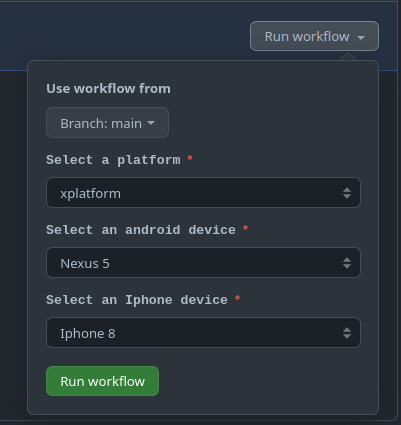 Run workflow
Use workflow from
Branch: main
Select a platform *
xplatform
Select an android device *
Nexus 5
Select an Iphone device *
Iphone 8
Run workflow